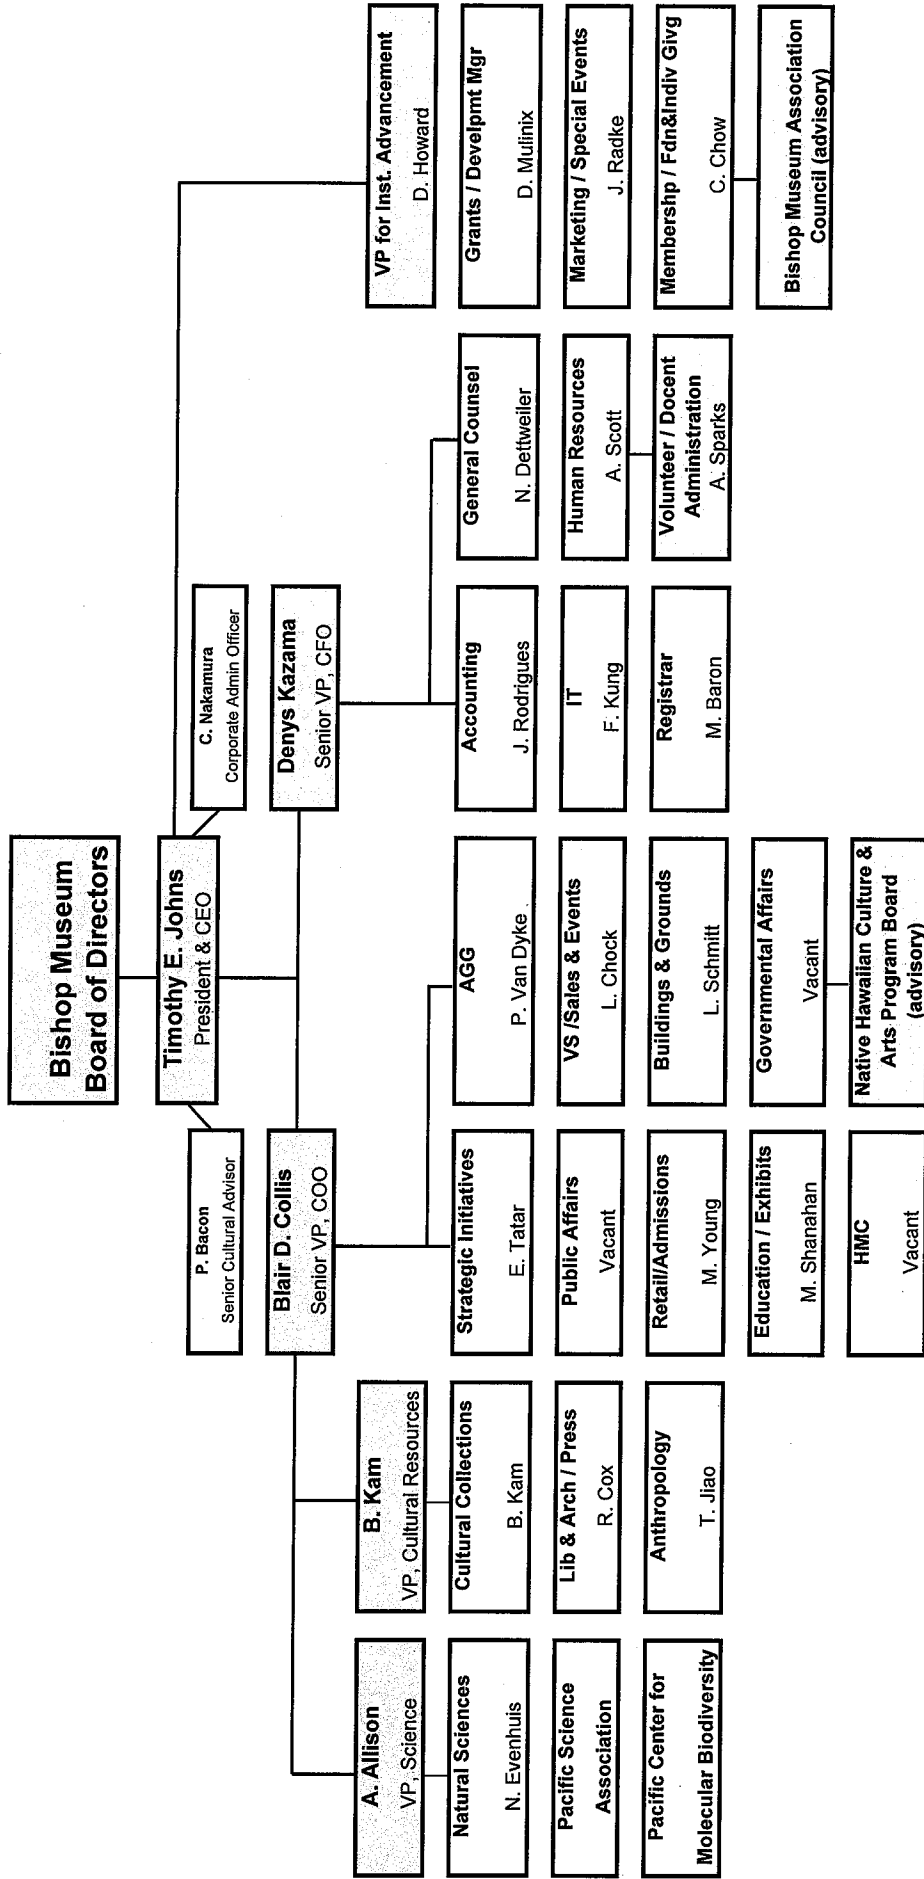 Bishop Museum
Board of Directors
Timothy E. Johns
President & CEO
P. Bacon
Senior Cultural Advisor
C. Nakamura
Corporate Admin Officer
Blair D. Collis
Senior VP, COO
Denys Kazama
Senior VP, CFO
A. Allison
VP, Science
B. Kam
VP, Cultural Resources
VP for Inst. Advancement
D. Howard
Natural Sciences
N. Evenhuis
Pacific Science
Association
Pacific Center for
Molecular Biodiversity
Cultural Collections
B. Kam
Lib & Arch / Press
R. Cox
Anthropology
T. Jiao
Strategic Initiatives
E. Tatar
Public Affairs
Vacant
Retail/Admissions
M. Young
Education / Exhibits
M. Shanahan
HMC
Vacant
AGG
P. Van Dyke
VS /Sales & Events
L. Chock
Buildings & Grounds
L. Schmitt
Governmental Affairs
Vacant
Native Hawaiian Culture &
Arts Program Board
(advisory)
Accounting
J. Rodrigues
IT
F. Kung
Registrar
M. Baron
General Counsel
N. Dettweiler
Human Resources
A. Scott
Volunteer / Docent
Administration
A. Sparks
Grants / Develpmt Mgr
D. Mulinix
Marketing / Special Events
J. Radke
Membershp / Fdn&Indiv Givg
C. Chow
Bishop Museum Association
Council (advisory)